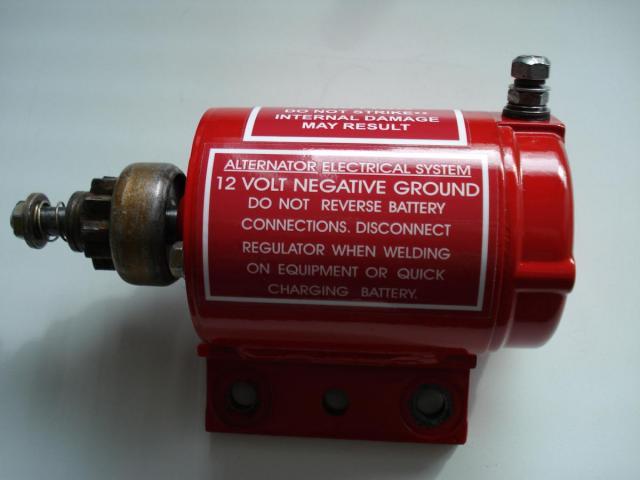 DO NOT STRIKE**
INTERNAL DAMAGE
MAY RESULT
ALTERNATOR ELECTRICAL SYSTEM
12 VOLT NEGATIVE GROUND
DO NOT REVERSE BATTERY
CONNECTIONS. DISCONNECT
REGULATOR WHEN WELDING
ON EQUIPMENT OR QUICK
CHARGING BATTERY.